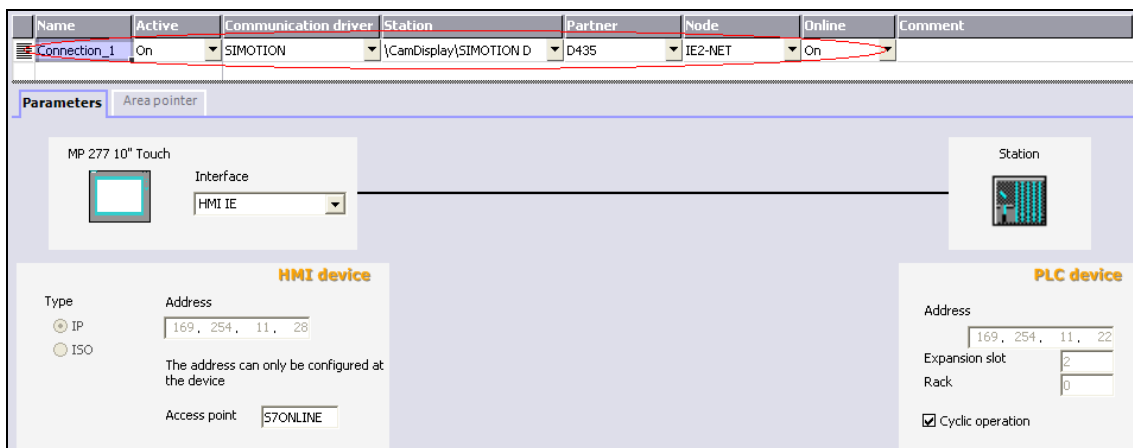 Name Active Communication driver Station Partner Node Online Comment
Connection_1 On SIMOTION \CamDisplay\SIMOTION D D435 IE2-NET On
Parameters Area pointer
MP 277 10" Touch
Interface
HMI IE
Station
HMI device
Type
IP
ISO
Address
169. 254. 11. 28
The address can only be configured at
the device
Access point S7ONLINE
PLC device
Address
169. 254. 11. 22
Expansion slot 2
Rack 0
Cyclic operation